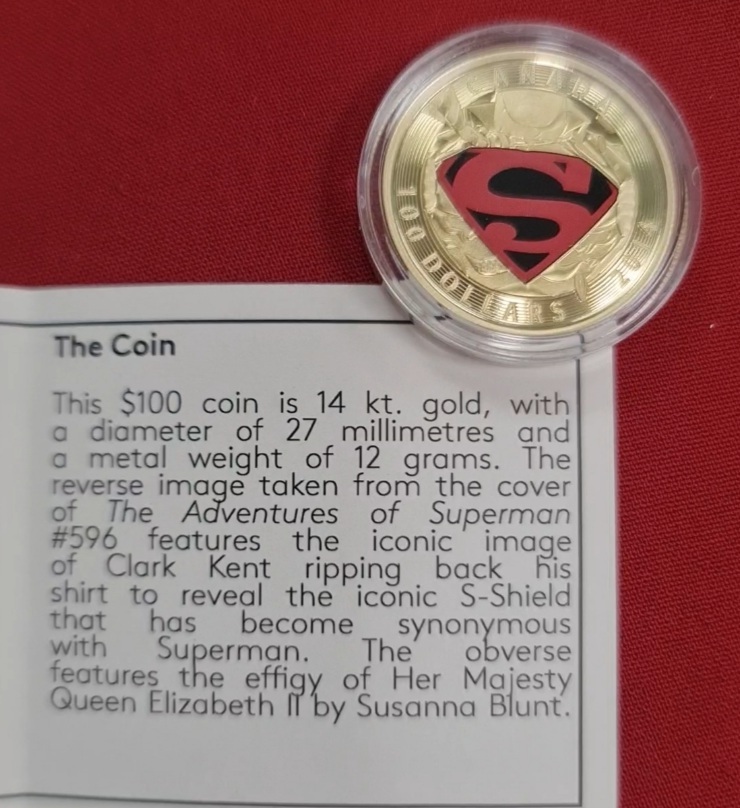 CANADA
S
100 DOLLARS
The Coin
This $100 coin is 14 kt. gold, with
a diameter of 27 millimetres and
a metal weight of 12 grams. The
reverse image taken from the cover
of The Adventures of Superman
#596 features the iconic image
of Clark Kent ripping back his
shirt to reveal the iconic S-Shield
that has become synonymous
with Superman. The obverse
features the effigy of Her Majesty
Queen Elizabeth II by Susanna Blunt.